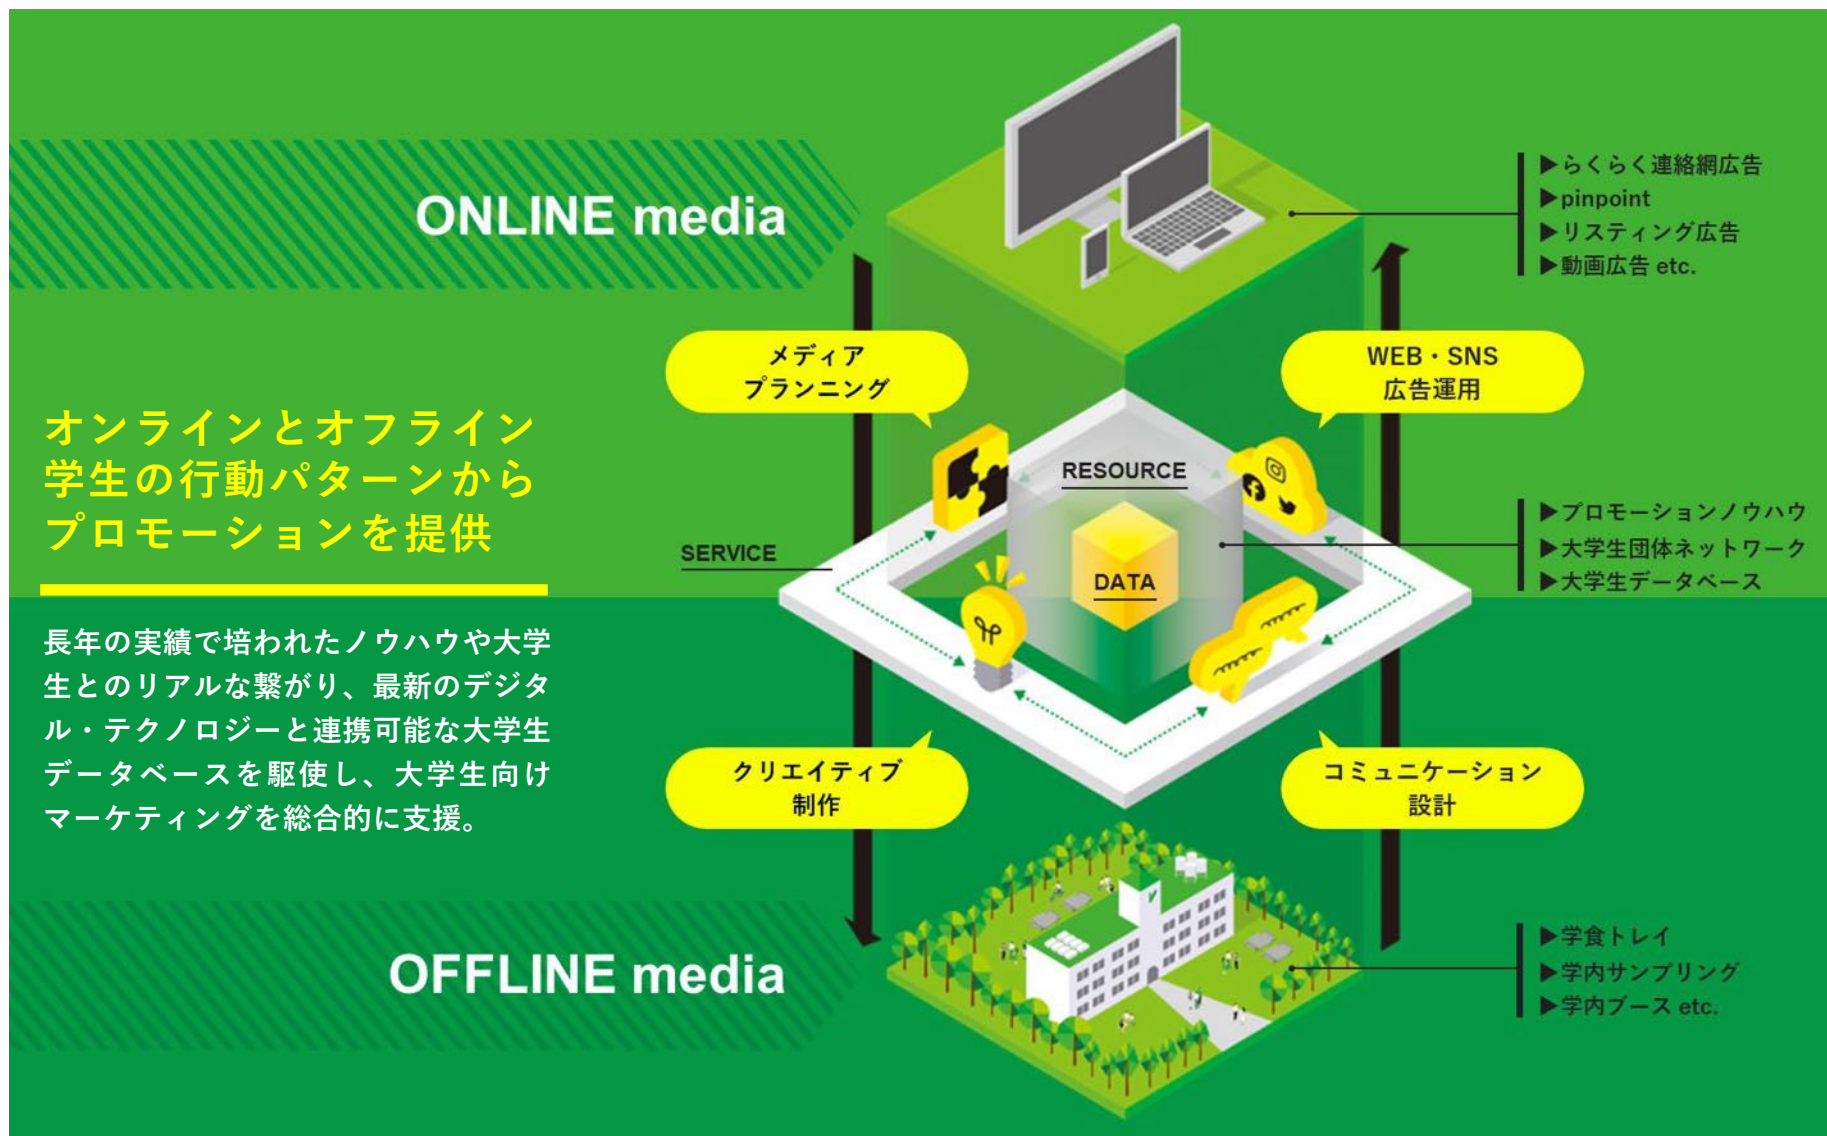 ONLINE media
▶らくらく連絡網広告
▶pinpoint
▶リスティング広告
▶動画広告 etc.
メディア
プランニング
WEB・SNS
広告運用
オンラインとオフライン
学生の行動パターンから
プロモーションを提供
RESOURCE
SERVICE
DATA
▶プロモーションノウハウ
▶大学生団体ネットワーク
▶大学生データベース
長年の実績で培われたノウハウや大学
生とのリアルな繋がり、最新のデジタ
ル・テクノロジーと連携可能な大学生
データベースを駆使し、大学生向け
マーケティングを総合的に支援。
クリエイティブ
制作
コミュニケーション
設計
OFFLINE media
▶学食トレイ
▶学内サンプリング
▶学内ブース etc.